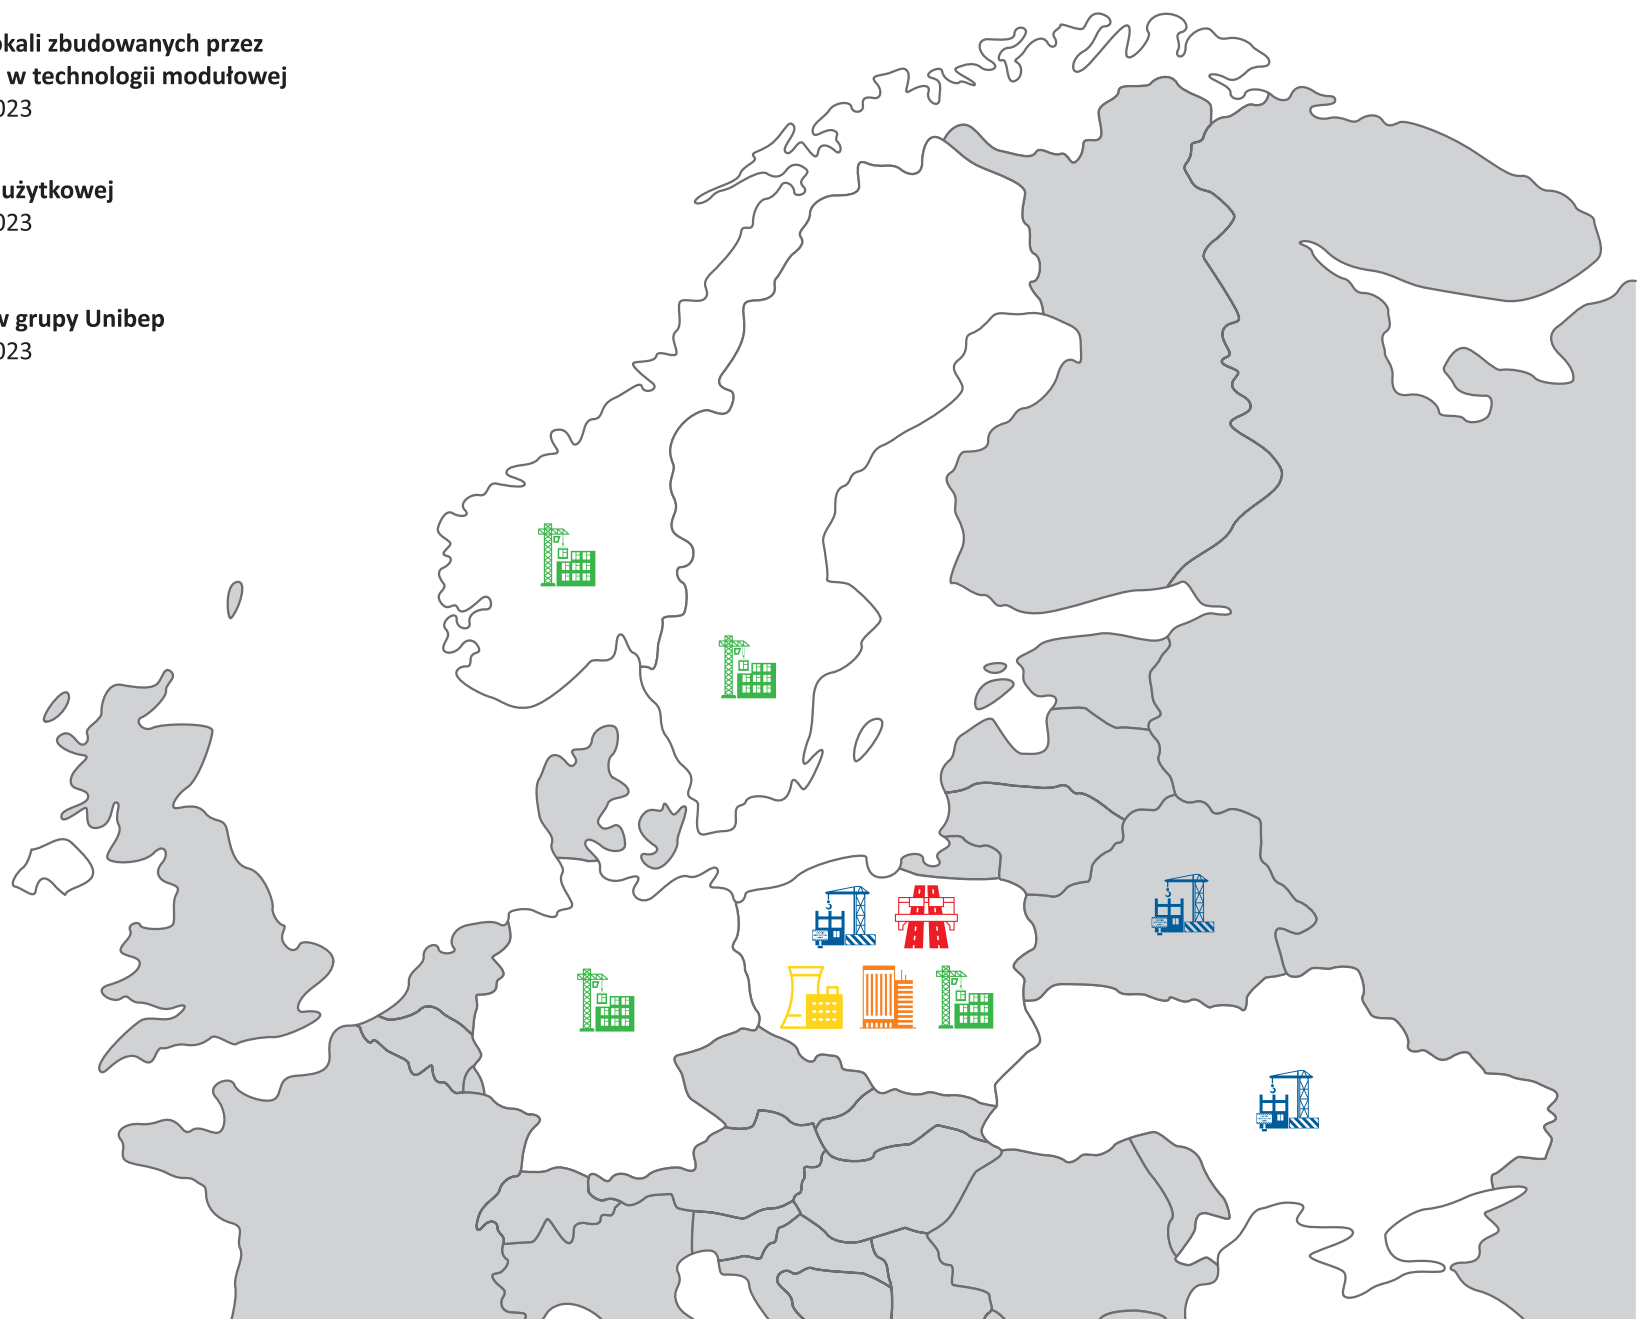 okali zbudowanych przez
w technologii modułowej
023
użytkowej
023
w grupy Unibep
023